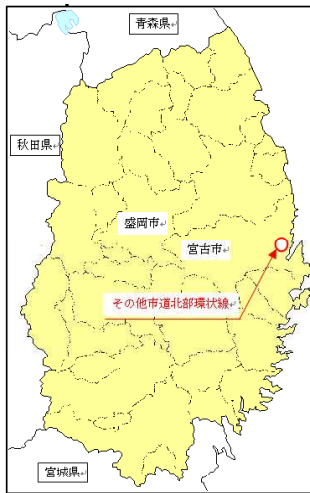 青森県
秋田県
盛岡市
宮古市
その他市道北部環状線
宮城県